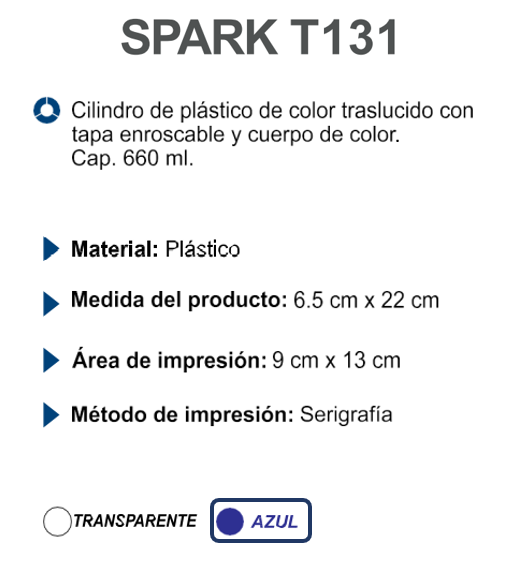 SPARK T131
Cilindro de plástico de color traslucido con
tapa enroscable y cuerpo de color.
Cap. 660 ml.
Material: Plástico
Medida del producto: 6.5 cm x 22 cm
Área de impresión: 9 cm x 13 cm
Método de impresión: Serigrafía
TRANSPARENTE AZUL